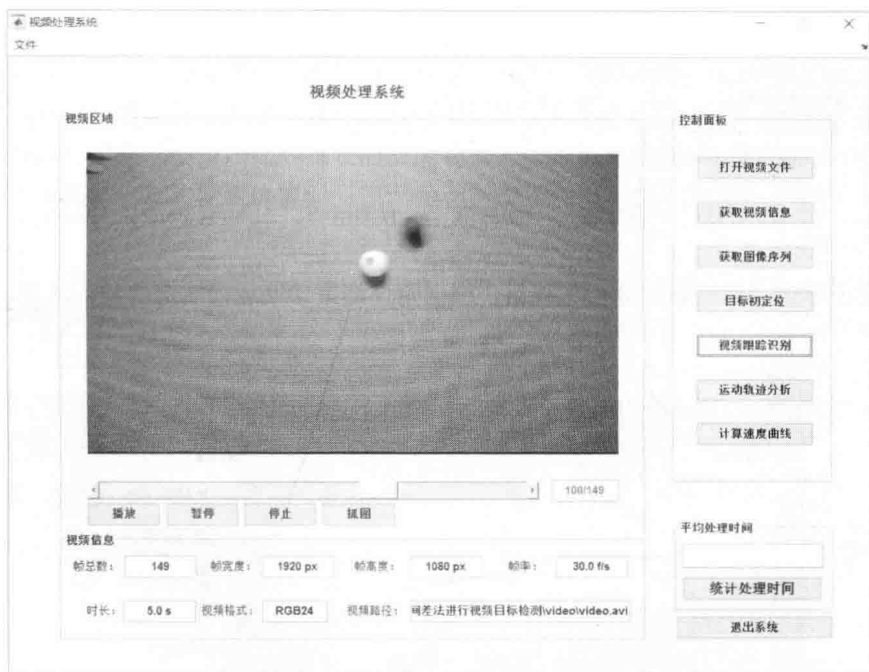 视频处理系统
文件
视频处理系统
视频区域
控制面板
打开视频文件
获取视频信息
获取图像序列
目标初定位
视频跟踪识别
运动轨迹分析
计算速度曲线
100/149
播放 暂停 停止 抓图
视频信息
帧总数: 149 帧宽度: 1920 px 帧高度: 1080 px 帧率: 30.0 f/s
时长: 5.0 s 视频格式: RGB24 视频路径: 间差法进行视频目标检测\video\video.avi
平均处理时间
统计处理时间
退出系统